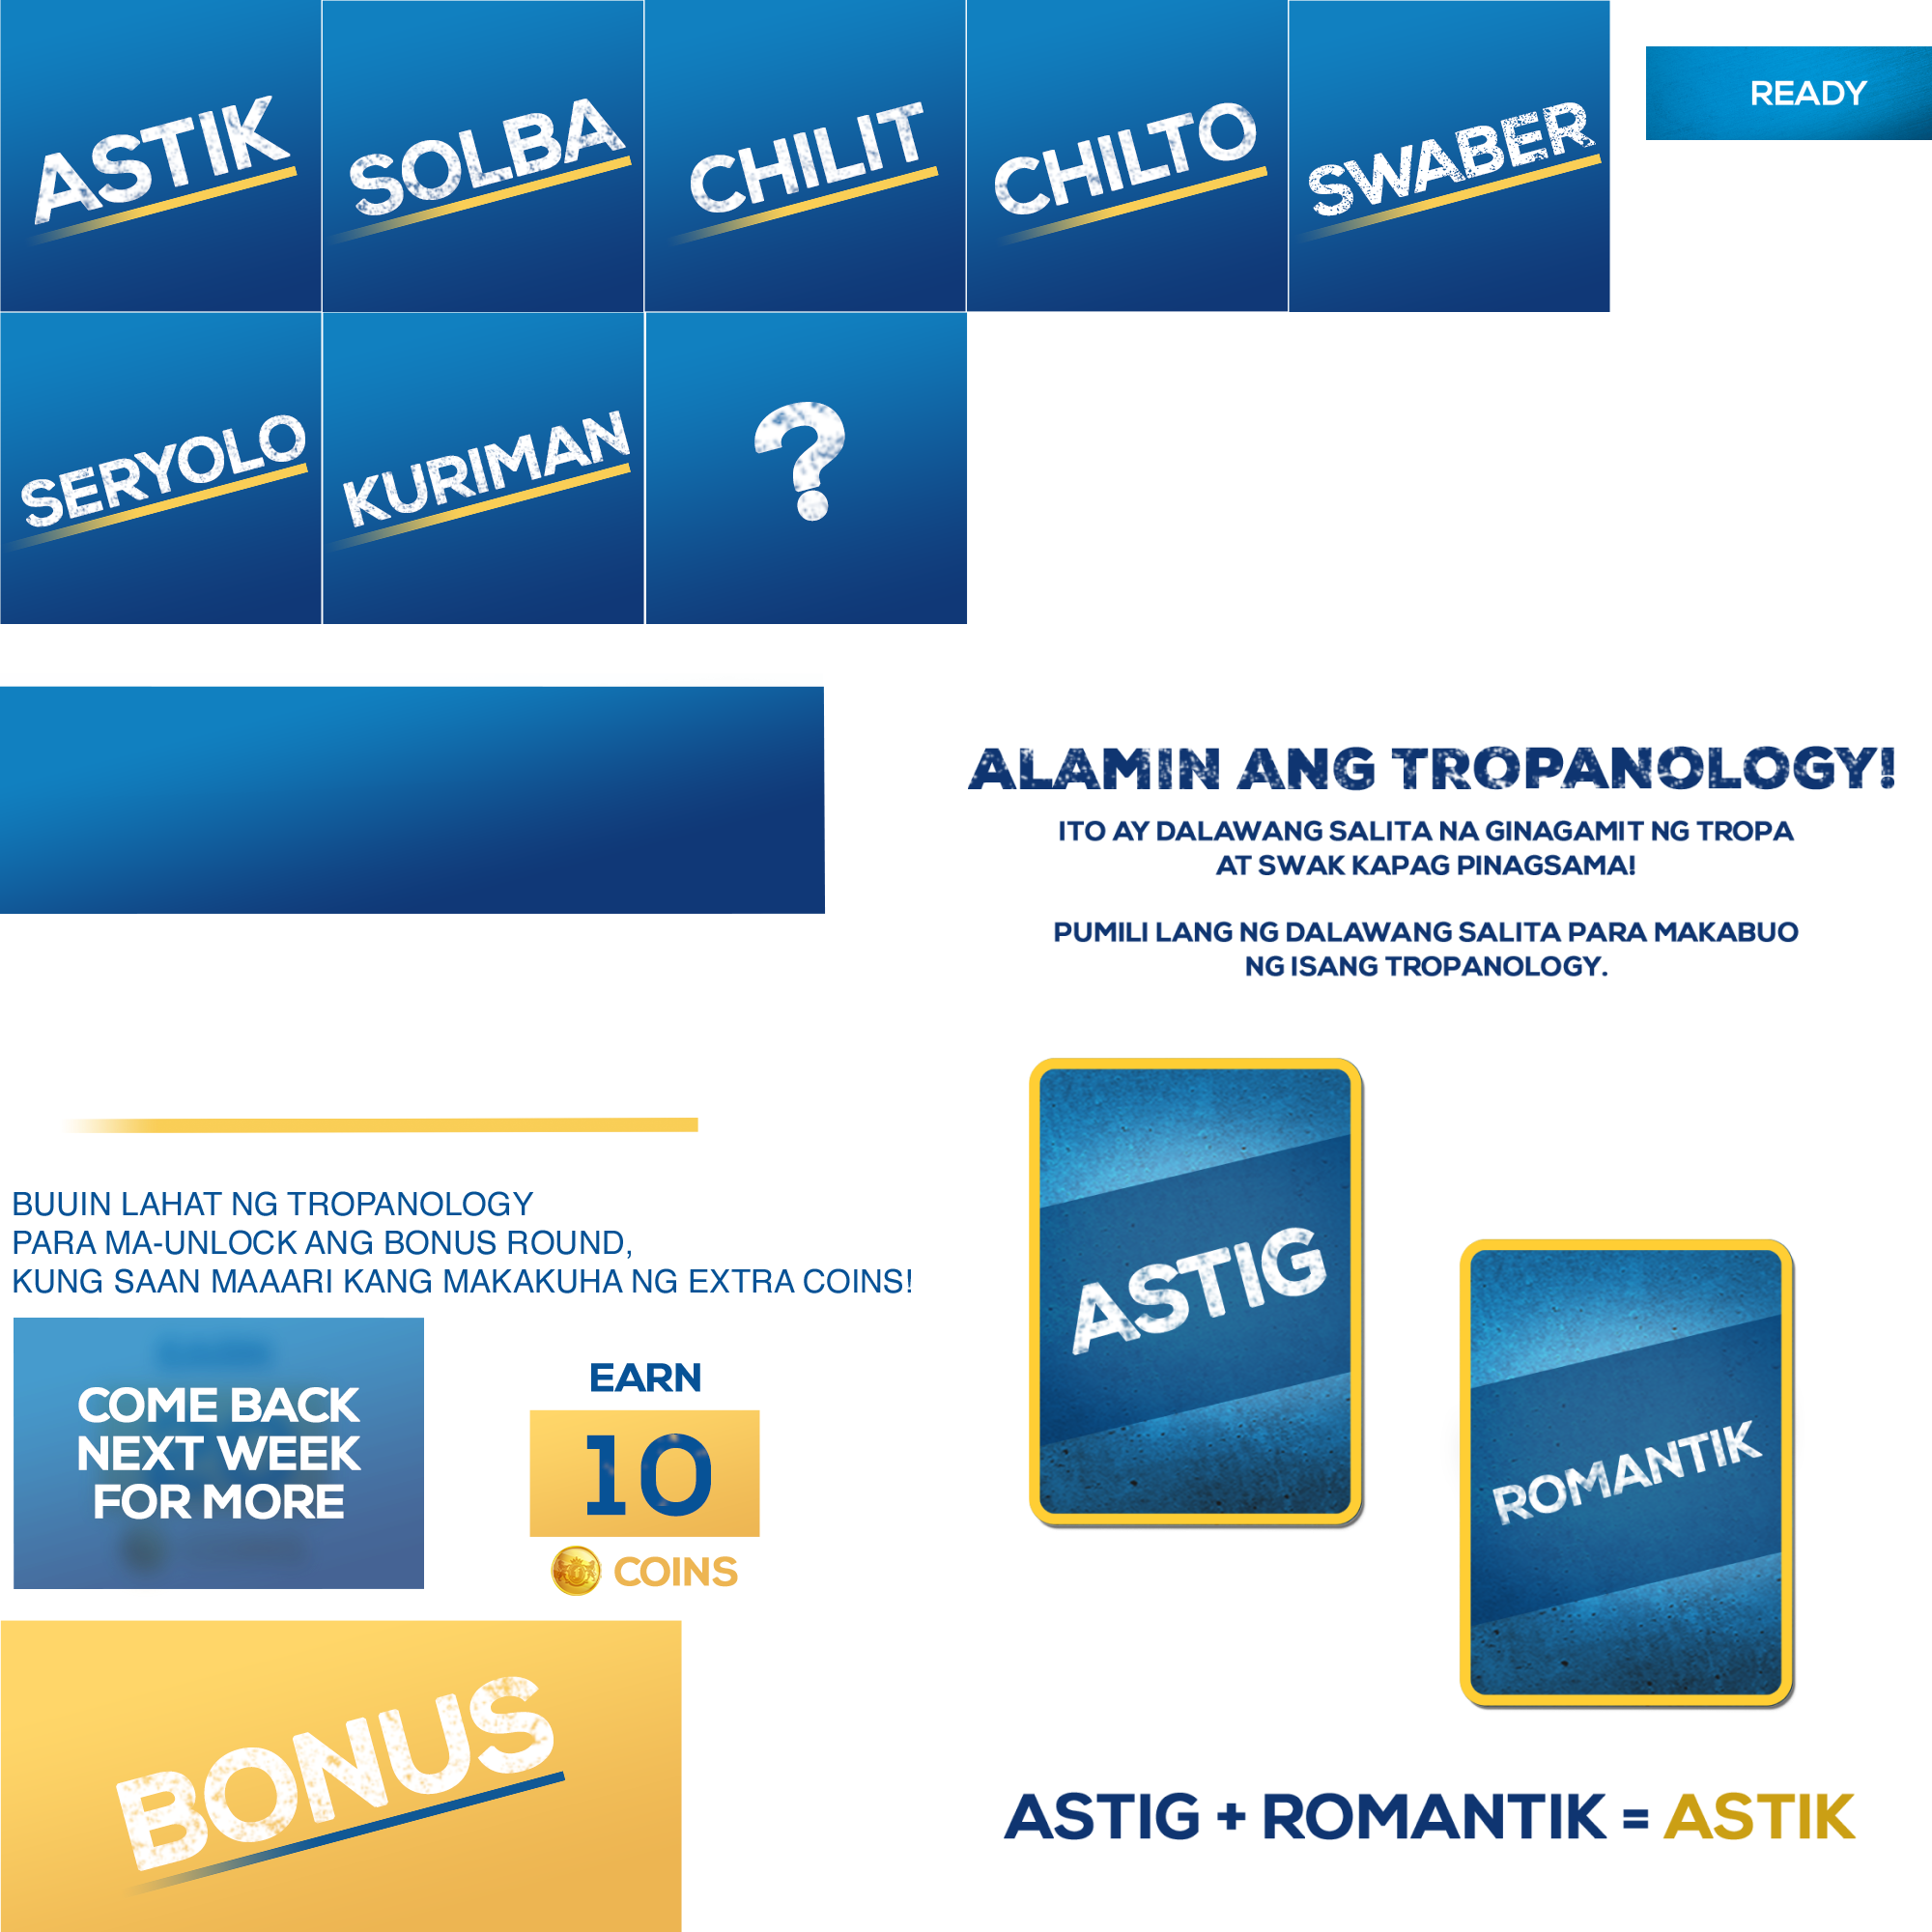 ASTIK
SOLBA
CHILIT
CHILTO
SWABER
READY
SERYOLO
KURIMAN
?
ALAMIN ANG TROPANOLOGY!
ITO AY DALAWANG SALITA NA GINAGAMIT NG TROPA
AT SWAK KAPAG PINAGSAMA!
PUMILI LANG NG DALAWANG SALITA PARA MAKABUO
NG ISANG TROPANOLOGY.
BUUIN LAHAT NG TROPANOLOGY
PARA MA-UNLOCK ANG BONUS ROUND,
KUNG SAAN MAAARI KANG MAKAKUHA NG EXTRA COINS!
COME BACK
NEXT WEEK
FOR MORE
EARN
10
COINS
BONUS
ASTIG
ROMANTIK
ASTIG + ROMANTIK = ASTIK